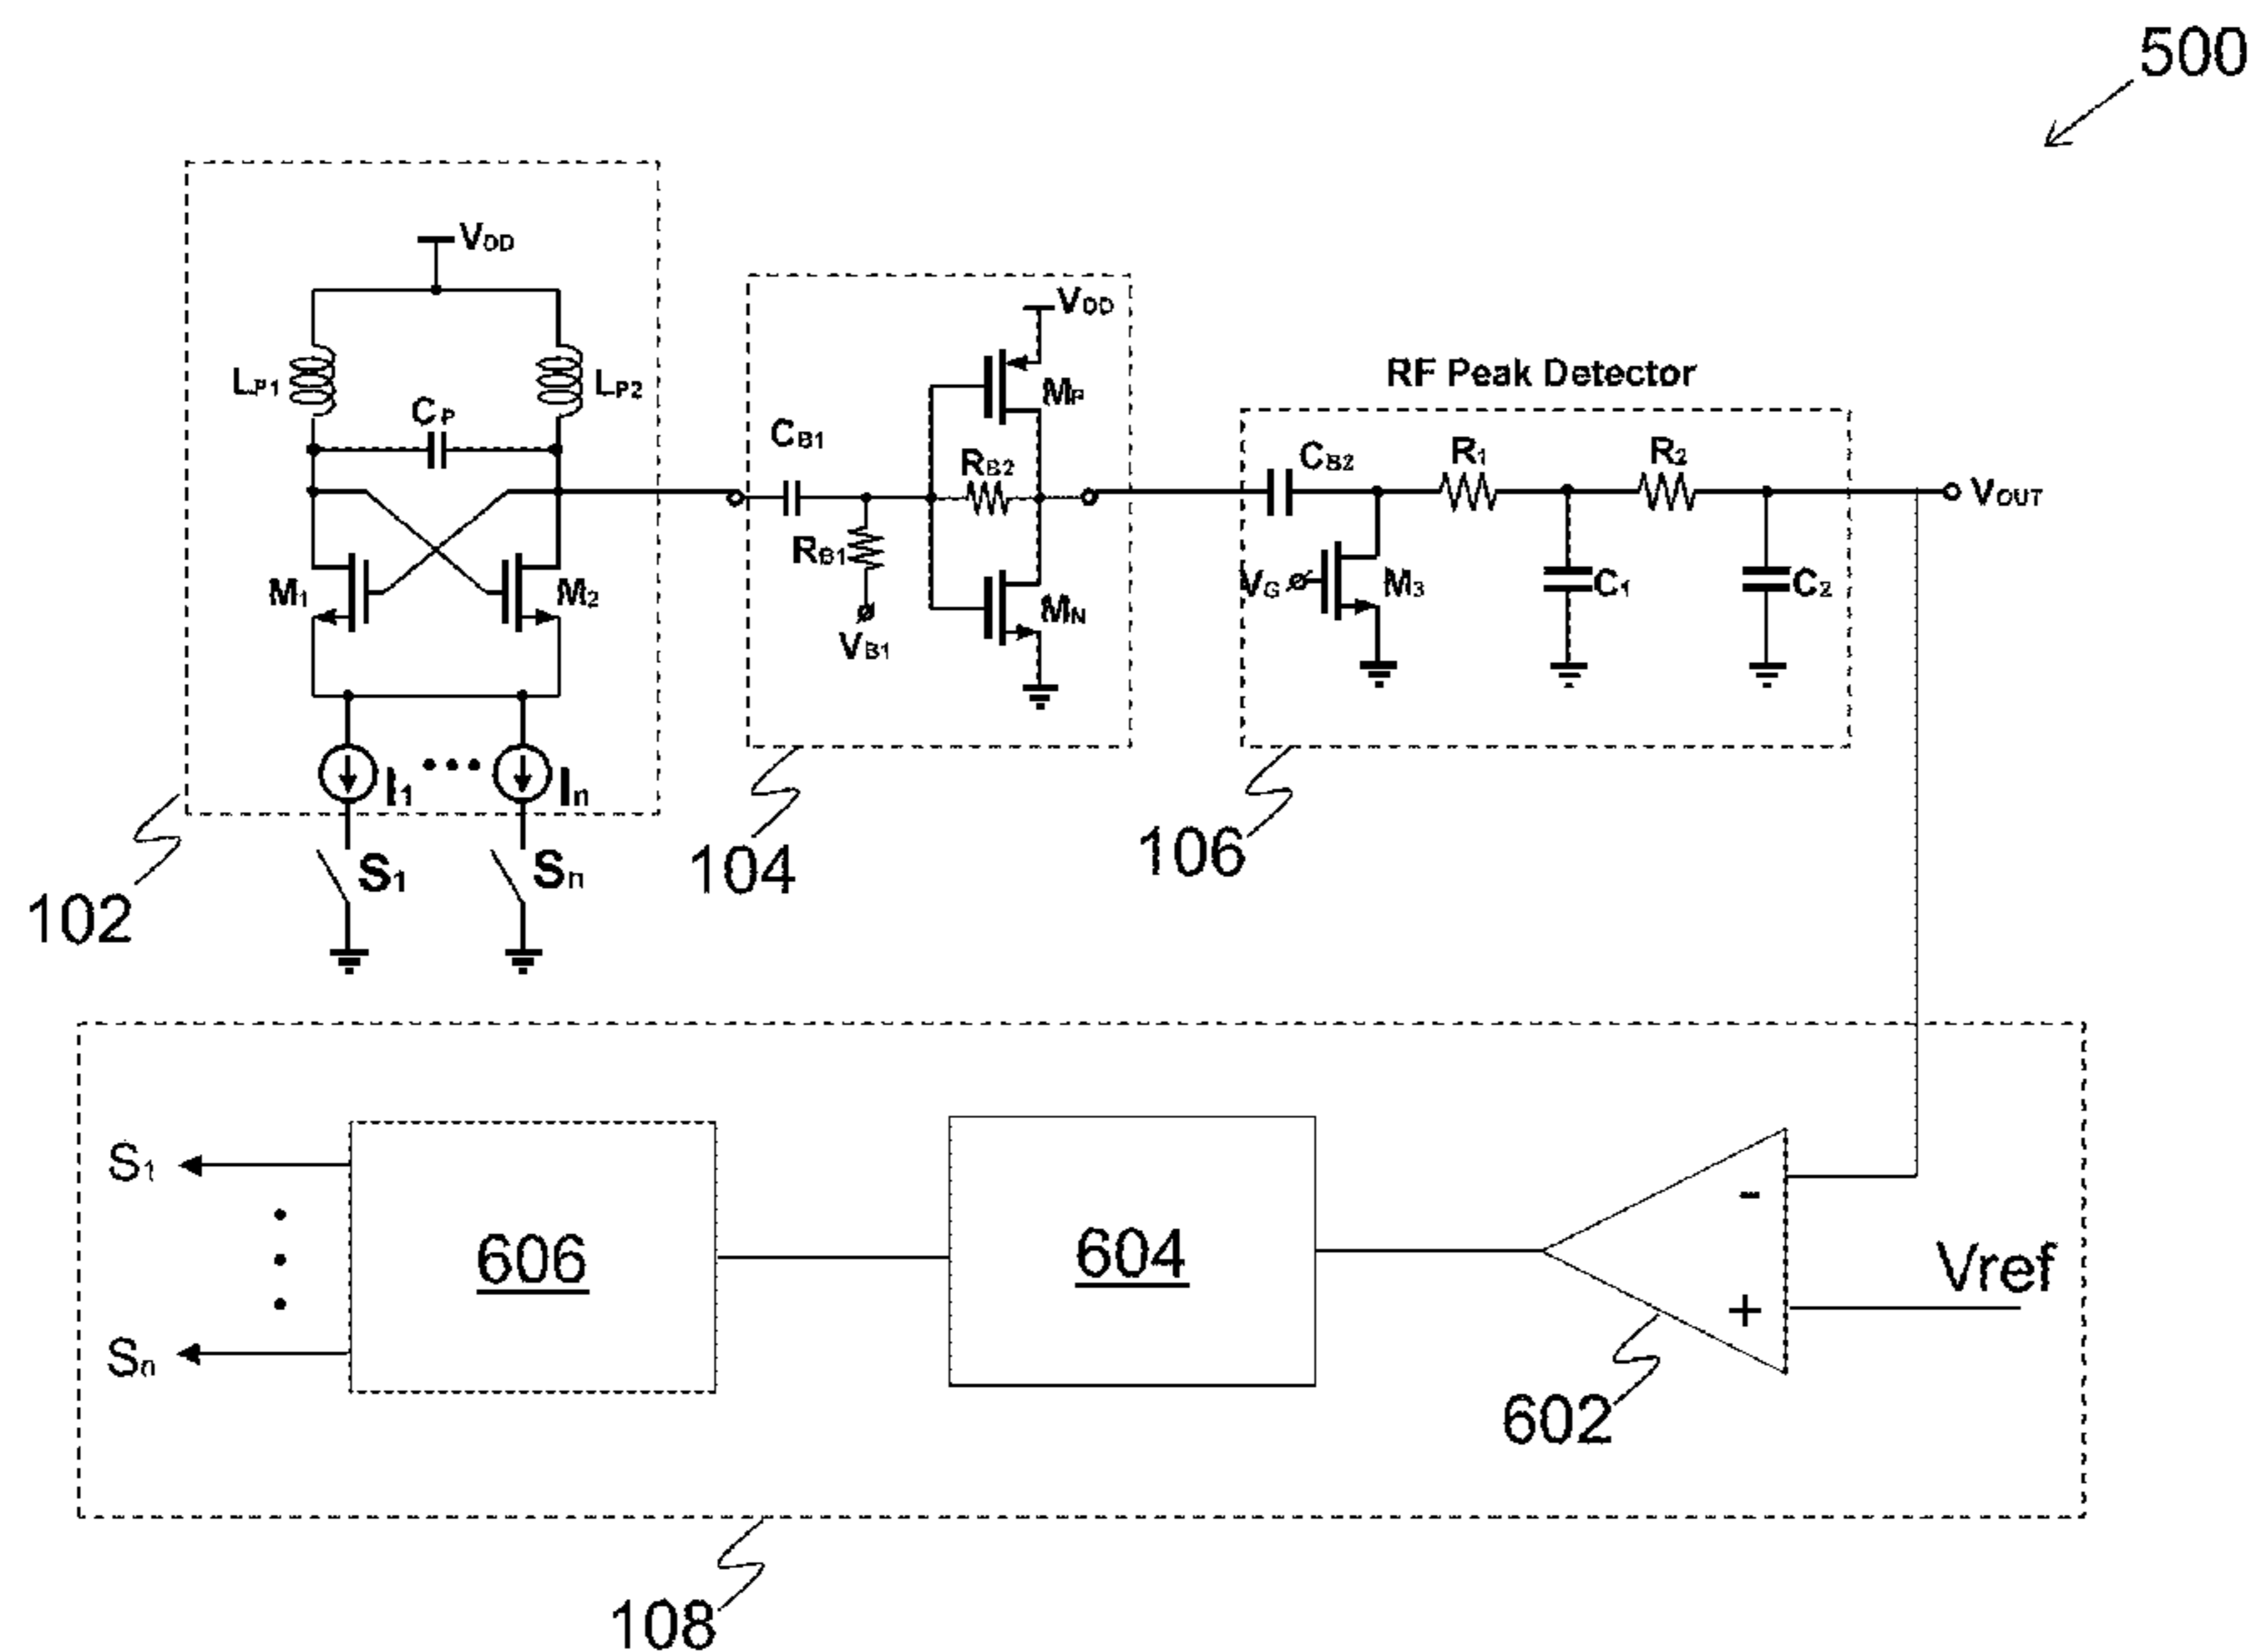 500
VDD
LP1
LP2
CP
M1
M2
I1
In
S1
Sn
102
VDD
CB1
MP
RB2
RB1
VB1
MN
104
RF Peak Detector
CB2
R1
R2
VOUT
VG
M3
C1
C2
106
S1
Sn
606
604
-
+
Vref
602
108